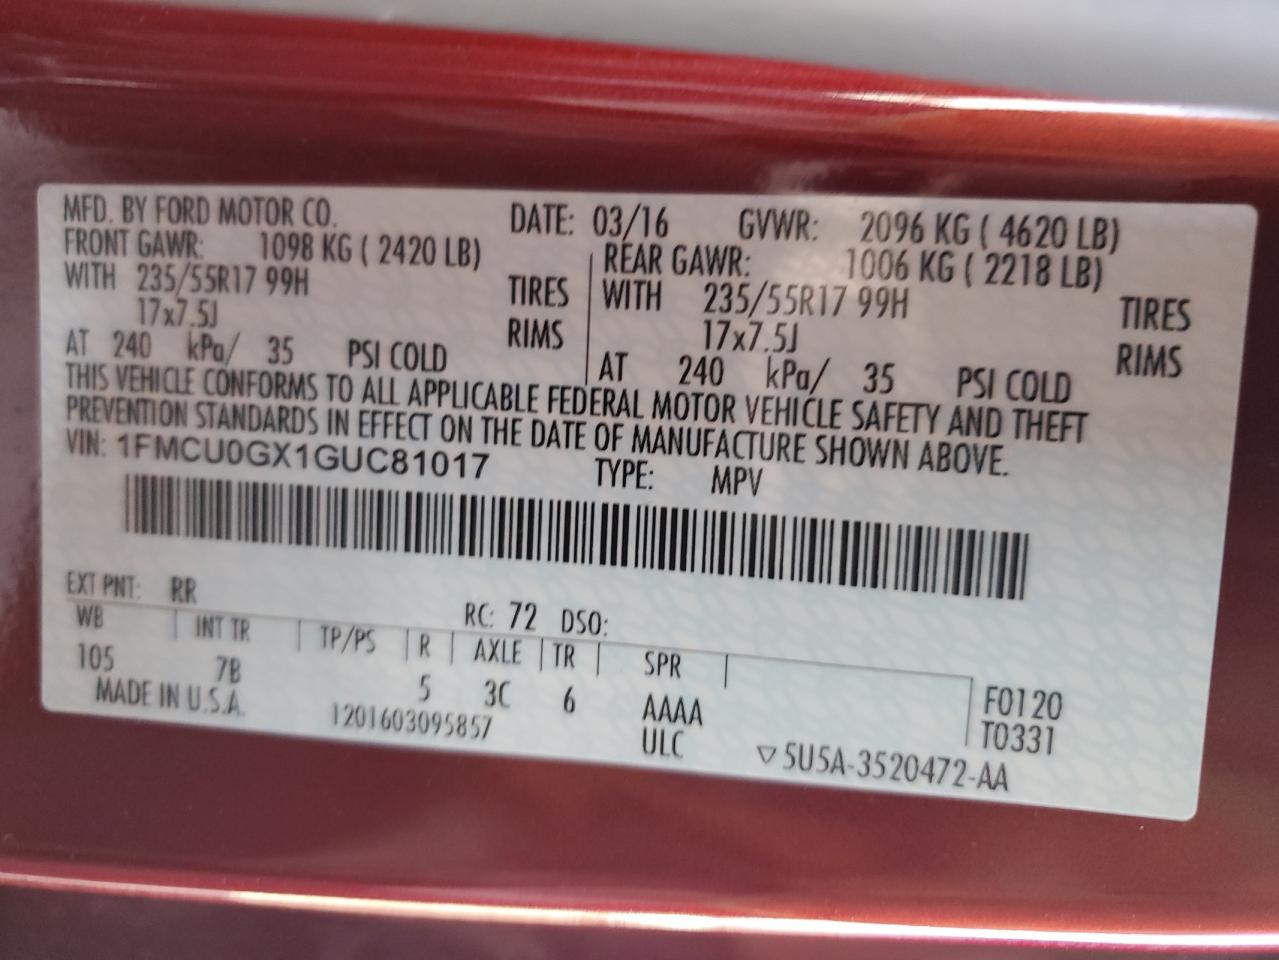 MFD. BY FORD MOTOR CO. DATE: 03/16 GVWR: 2096 KG ( 4620 LB)
FRONT GAWR: 1098 KG ( 2420 LB) REAR GAWR: 1006 KG ( 2218 LB)
WITH 235/55R17 99H TIRES WITH 235/55R17 99H TIRES
17x7.5J RIMS 17x7.5J RIMS
AT 240 kPa/ 35 PSI COLD AT 240 kPa/ 35 PSI COLD
THIS VEHICLE CONFORMS TO ALL APPLICABLE FEDERAL MOTOR VEHICLE SAFETY AND THEFT
PREVENTION STANDARDS IN EFFECT ON THE DATE OF MANUFACTURE SHOWN ABOVE.
VIN: 1FMCU0GX1GUC81017 TYPE: MPV
EXT PNT: RR RC: 72 DSO:
WB INT TR TP/PS R AXLE TR SPR
105 7B 5 3C 6 AAAA F0120
MADE IN U.S.A. 1201603095857 ULC T0331
▽5U5A-3520472-AA